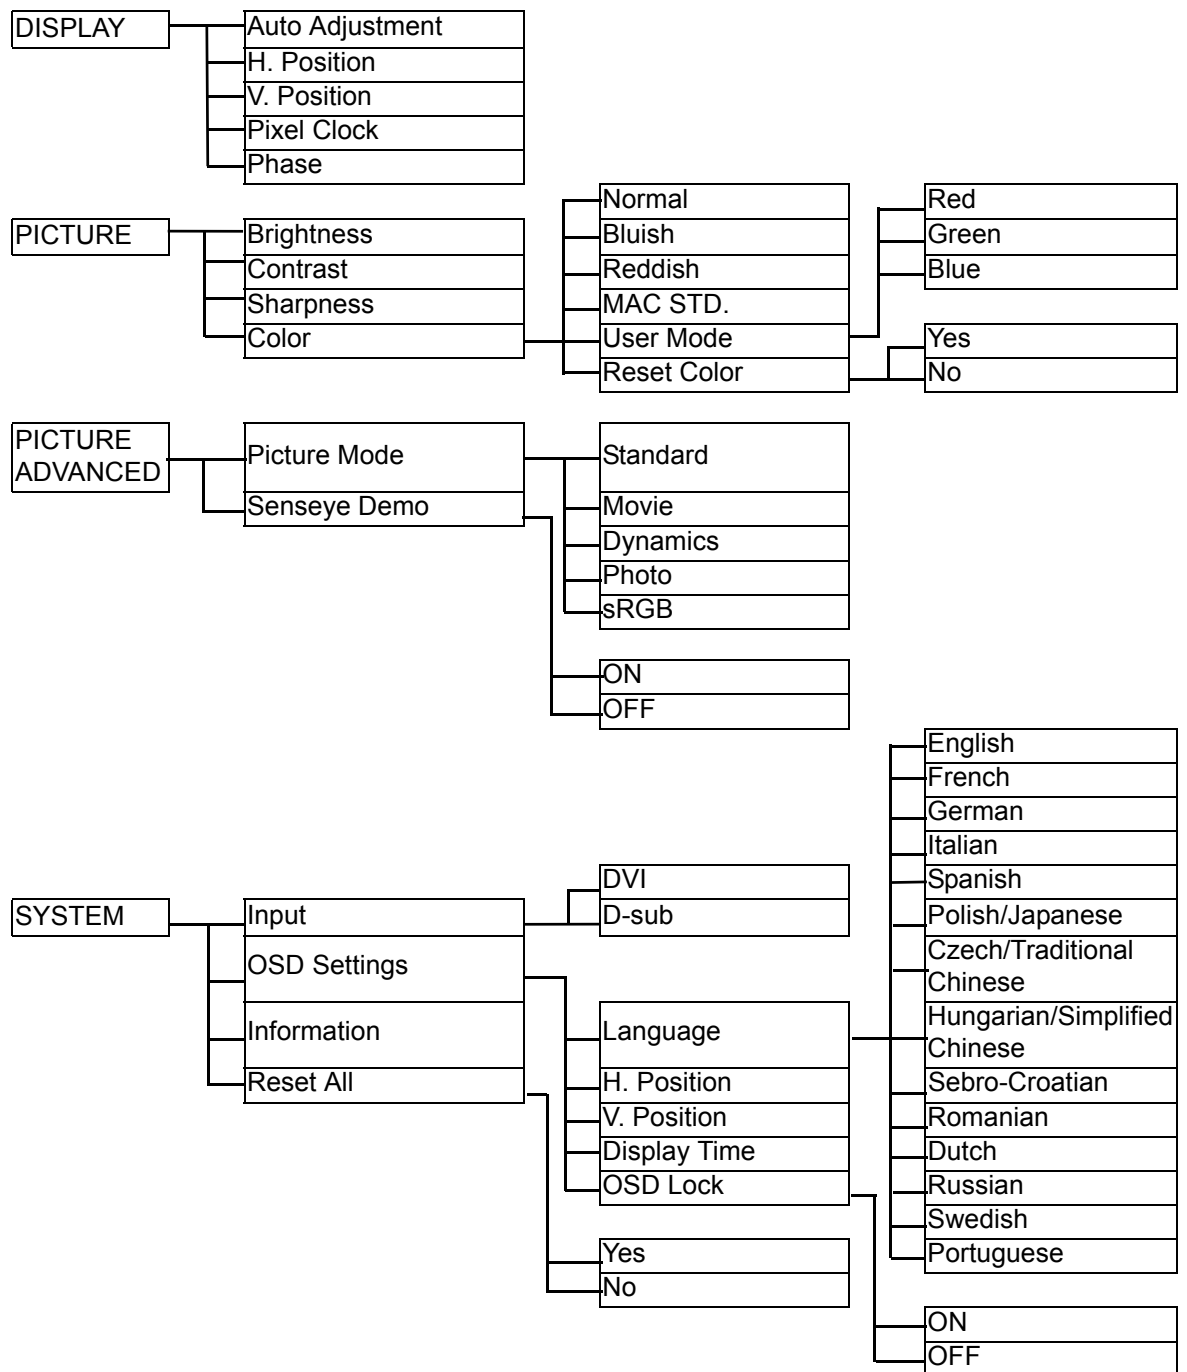 DISPLAY
Auto Adjustment
H. Position
V. Position
Pixel Clock
Phase
PICTURE
Brightness
Contrast
Sharpness
Color
Normal
Bluish
Reddish
MAC STD.
User Mode
Reset Color
Red
Green
Blue
Yes
No
PICTURE
ADVANCED
Picture Mode
Senseye Demo
Standard
Movie
Dynamics
Photo
sRGB
ON
OFF
SYSTEM
Input
OSD Settings
Information
Reset All
DVI
D-sub
Language
H. Position
V. Position
Display Time
OSD Lock
Yes
No
English
French
German
Italian
Spanish
Polish/Japanese
Czech/Traditional
Chinese
Hungarian/Simplified
Chinese
Sebro-Croatian
Romanian
Dutch
Russian
Swedish
Portuguese
ON
OFF